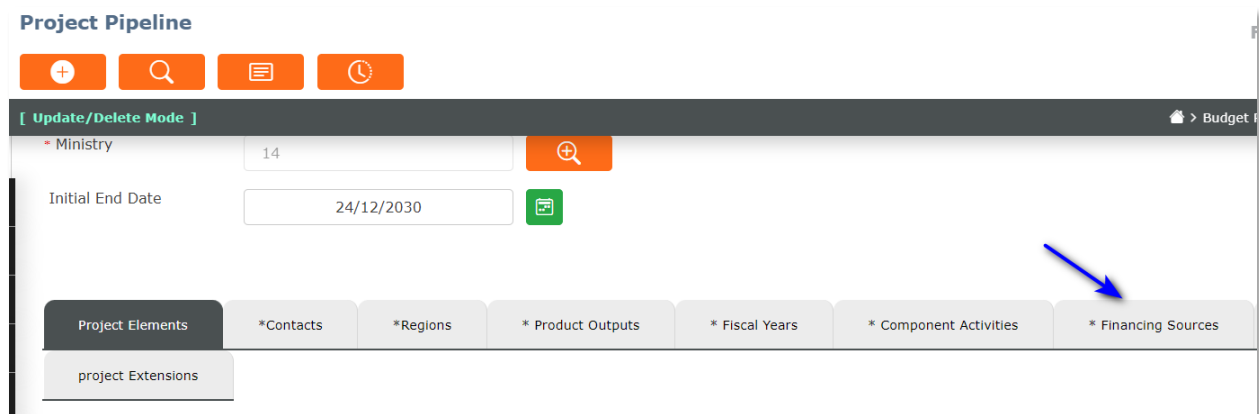 Project Pipeline
[ Update/Delete Mode ]
> Budget
* Ministry
14
Initial End Date
24/12/2030
Project Elements
*Contacts
*Regions
* Product Outputs
* Fiscal Years
* Component Activities
* Financing Sources
project Extensions